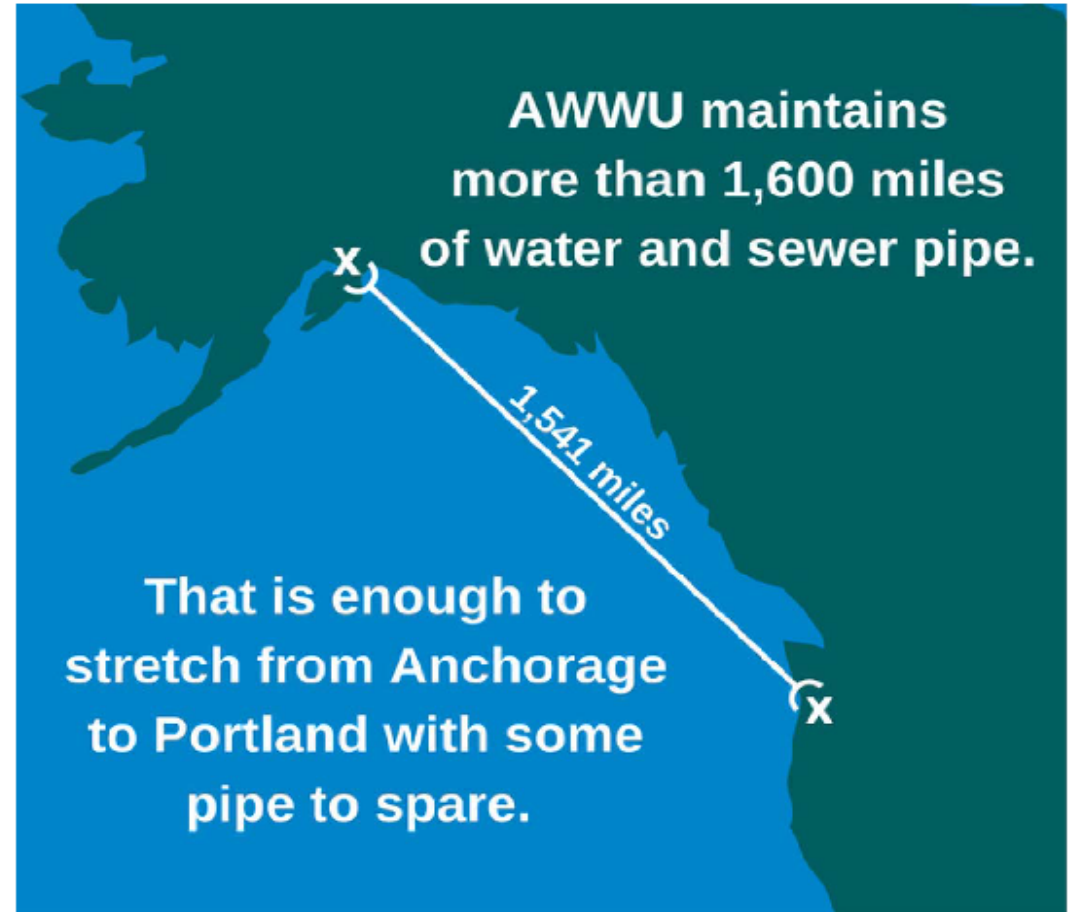 AWWU maintains
more than 1,600 miles
of water and sewer pipe.
x
1,541 miles
x
That is enough to
stretch from Anchorage
to Portland with some
pipe to spare.